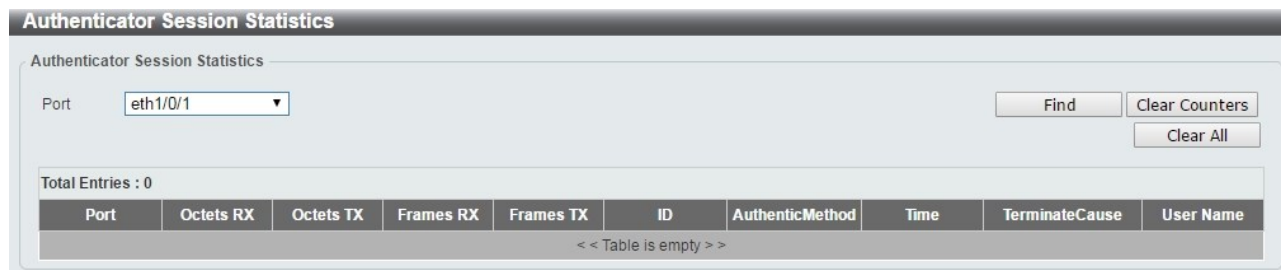 Authenticator Session Statistics
Authenticator Session Statistics
Port eth1/0/1 Find Clear Counters
Clear All
Total Entries : 0
Port Octets RX Octets TX Frames RX Frames TX ID AuthenticMethod Time TerminateCause User Name
< < Table is empty > >